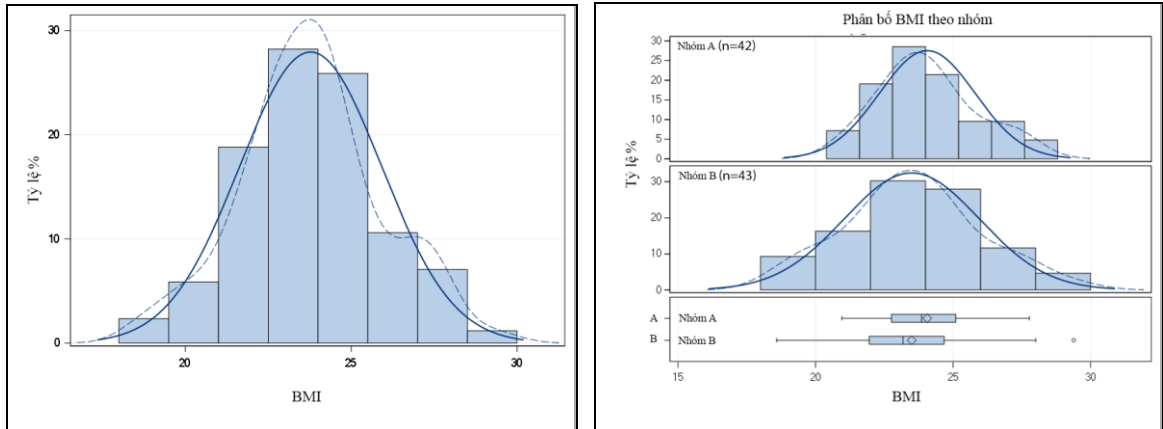 30
20
10
0
Tỷ lệ %
20 25 30
BMI
Phân bố BMI theo nhóm
Nhóm A (n=42)
30
25
20
15
10
5
0
Tỷ lệ %
Nhóm B (n=43)
30
20
10
0
A Nhóm A
B Nhóm B
15 20 25 30
BMI